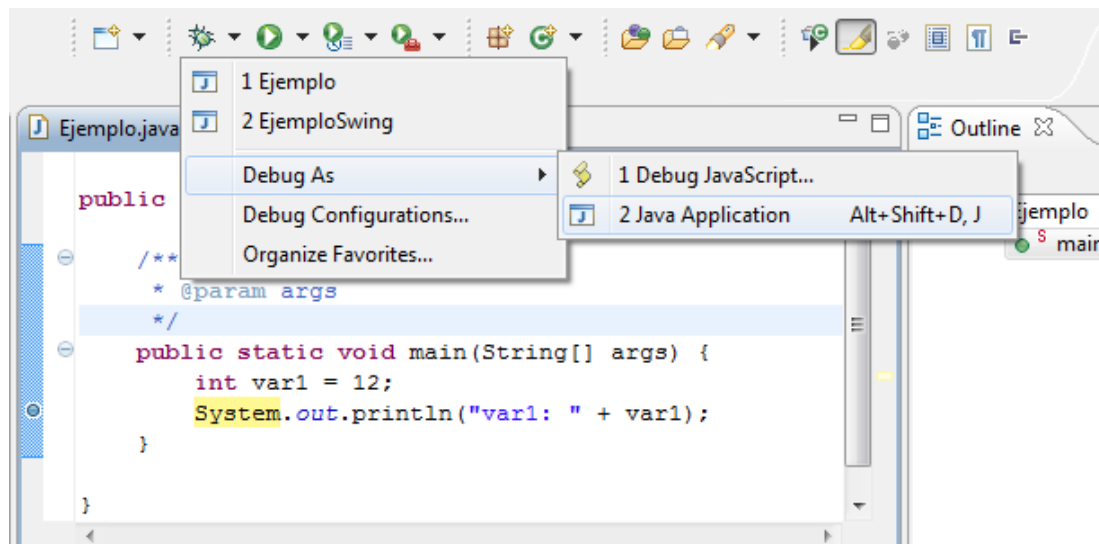 1 Ejemplo
2 EjemploSwing
Debug As
Debug Configurations...
Organize Favorites...
1 Debug JavaScript...
2 Java Application Alt+Shift+D, J
Ejemplo.java
Outline
jemplo
S main
public
/**
* @param args
*/
public static void main(String[] args) {
int var1 = 12;
System.out.println("var1: " + var1);
}
}